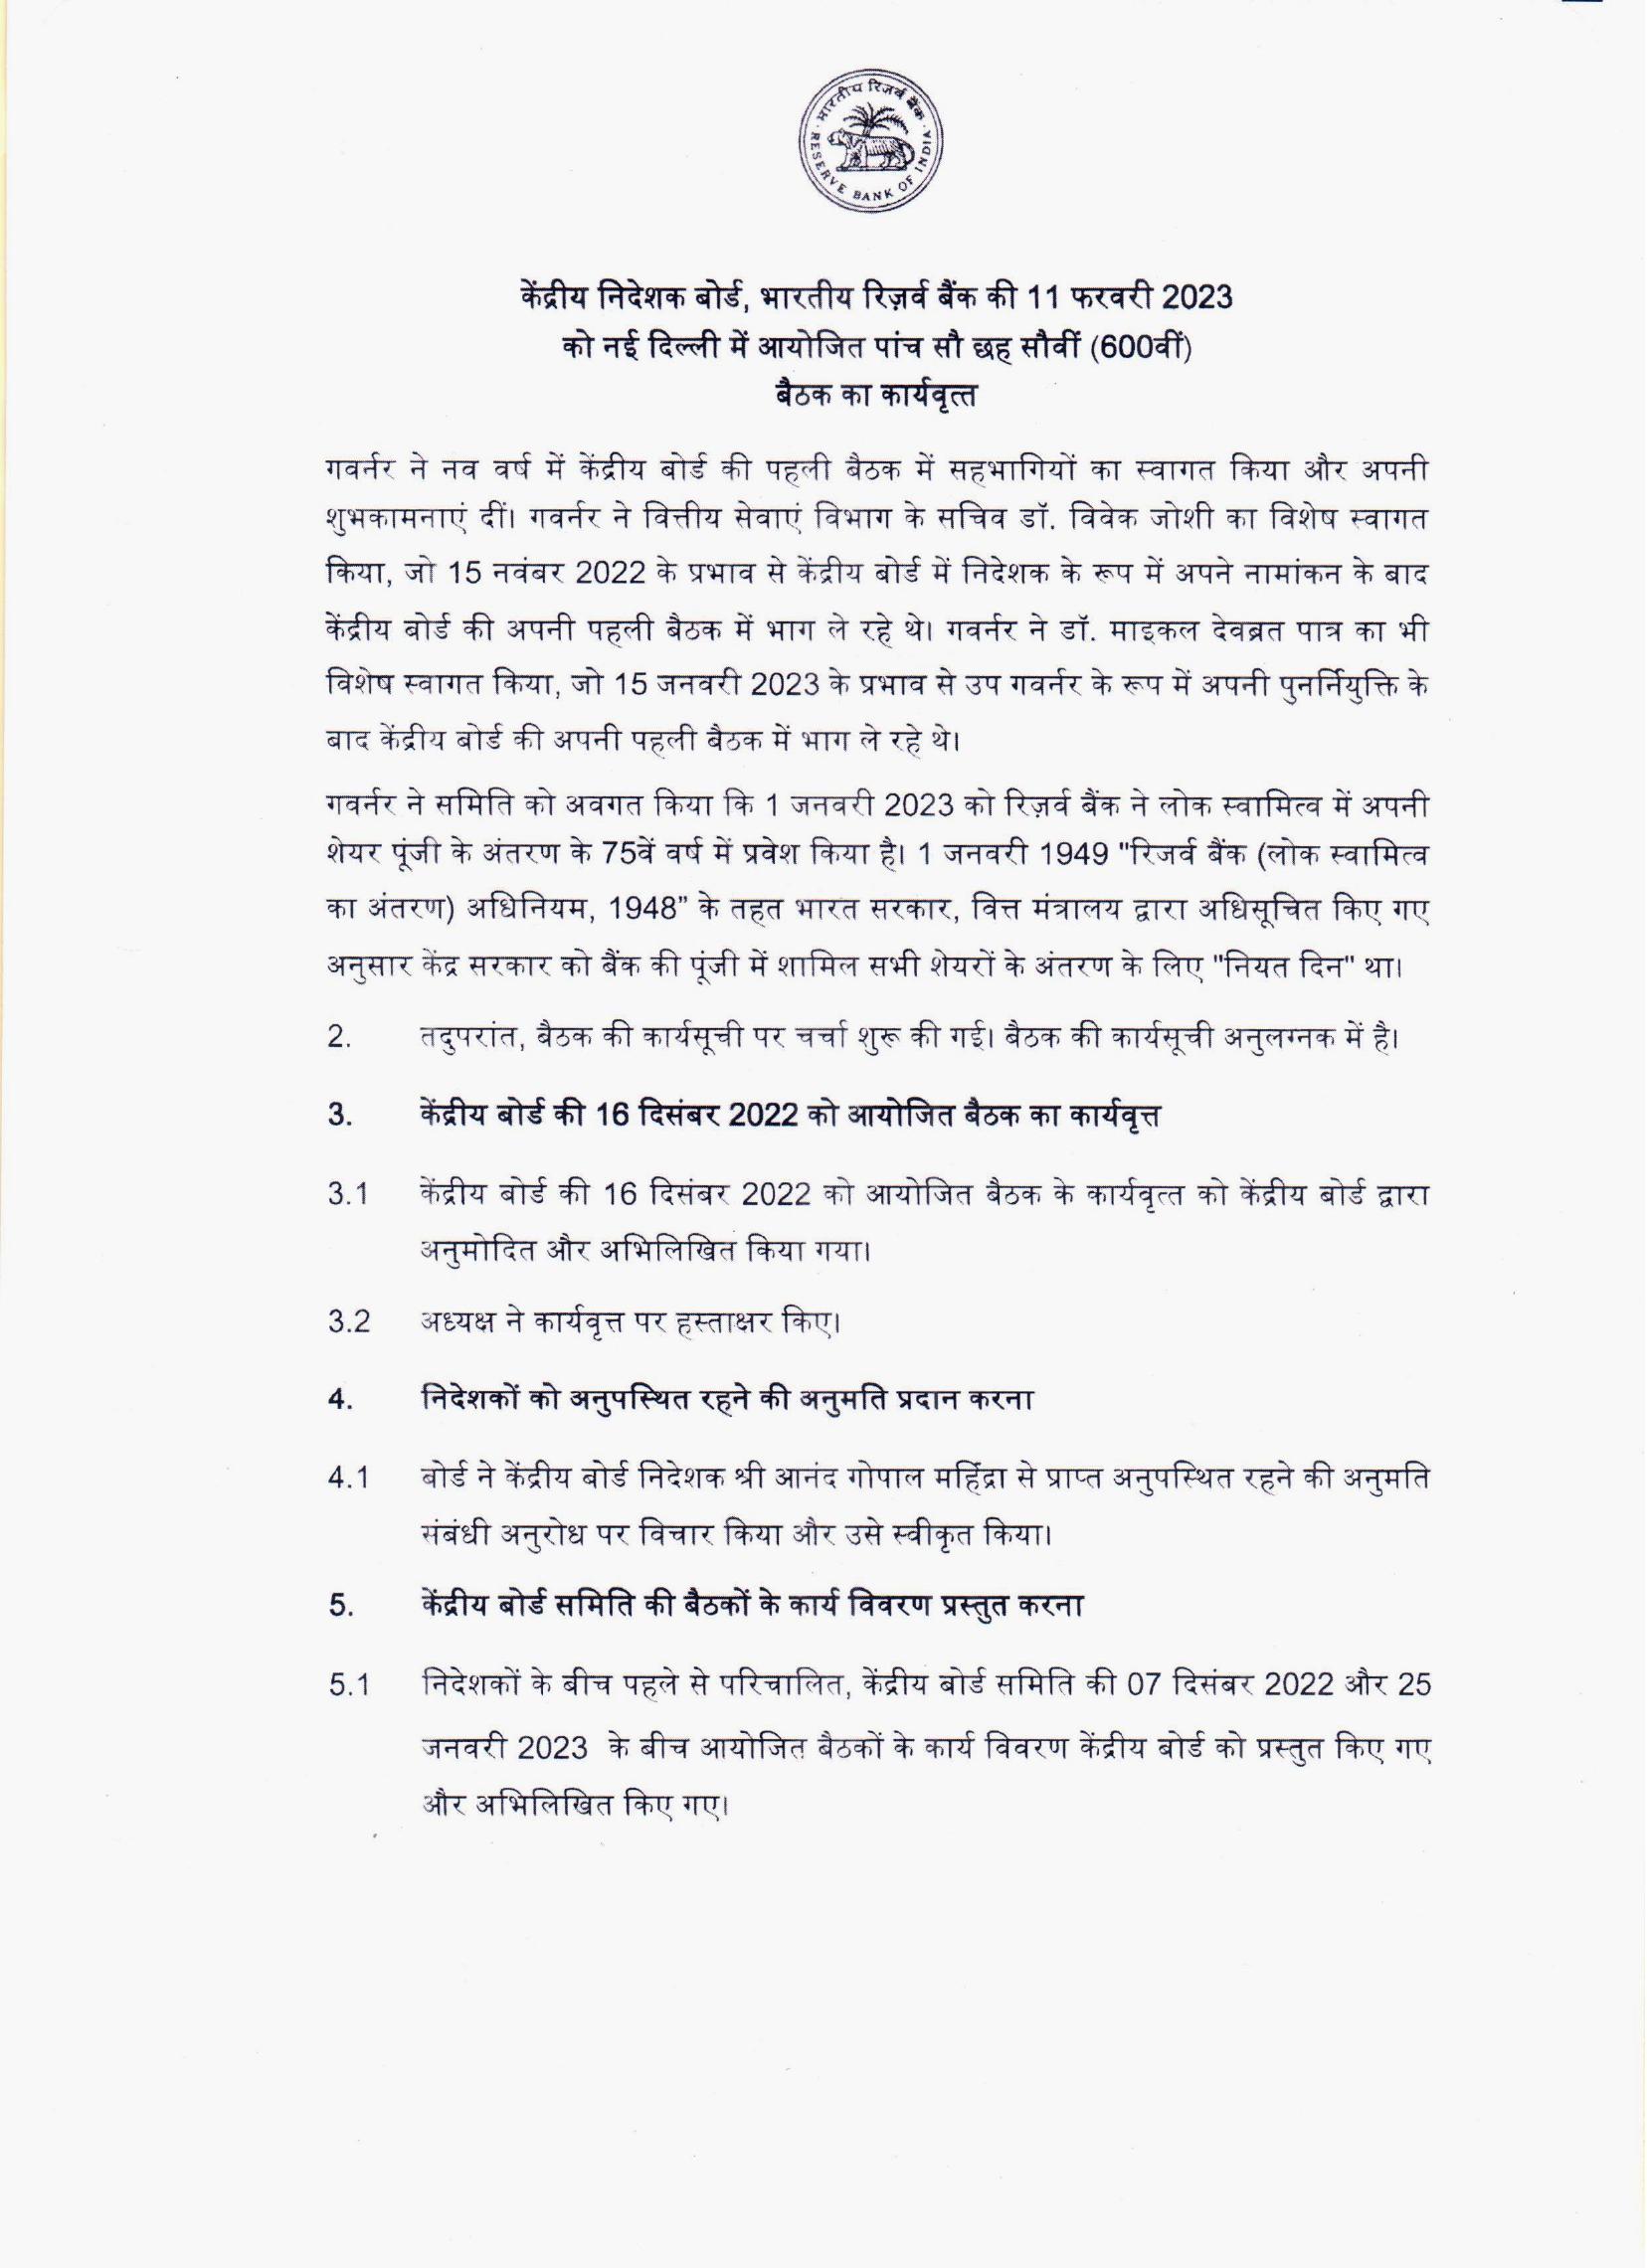 भारतीय रिज़र्व बैंक
RESERVE BANK OF INDIA
केंद्रीय निदेशक बोर्ड, भारतीय रिज़र्व बैंक की 11 फरवरी 2023
को नई दिल्ली में आयोजित पांच सौ छह सौवीं (600वीं)
बैठक का कार्यवृत्त
गवर्नर ने नव वर्ष में केंद्रीय बोर्ड की पहली बैठक में सहभागियों का स्वागत किया और अपनी
शुभकामनाएं दीं। गवर्नर ने वित्तीय सेवाएं विभाग के सचिव डॉ. विवेक जोशी का विशेष स्वागत
किया, जो 15 नवंबर 2022 के प्रभाव से केंद्रीय बोर्ड में निदेशक के रूप में अपने नामांकन के बाद
केंद्रीय बोर्ड की अपनी पहली बैठक में भाग ले रहे थे। गवर्नर ने डॉ. माइकल देवब्रत पात्र का भी
विशेष स्वागत किया, जो 15 जनवरी 2023 के प्रभाव से उप गवर्नर के रूप में अपनी पुनर्नियुक्ति के
बाद केंद्रीय बोर्ड की अपनी पहली बैठक में भाग ले रहे थे।
गवर्नर ने समिति को अवगत किया कि 1 जनवरी 2023 को रिज़र्व बैंक ने लोक स्वामित्व में अपनी
शेयर पूंजी के अंतरण के 75वें वर्ष में प्रवेश किया है। 1 जनवरी 1949 "रिजर्व बैंक (लोक स्वामित्व
का अंतरण) अधिनियम, 1948” के तहत भारत सरकार, वित्त मंत्रालय द्वारा अधिसूचित किए गए
अनुसार केंद्र सरकार को बैंक की पूंजी में शामिल सभी शेयरों के अंतरण के लिए "नियत दिन" था।
2. तदुपरांत, बैठक की कार्यसूची पर चर्चा शुरू की गई। बैठक की कार्यसूची अनुलग्नक में है।
3. केंद्रीय बोर्ड की 16 दिसंबर 2022 को आयोजित बैठक का कार्यवृत्त
3.1 केंद्रीय बोर्ड की 16 दिसंबर 2022 को आयोजित बैठक के कार्यवृत्त को केंद्रीय बोर्ड द्वारा
अनुमोदित और अभिलिखित किया गया।
3.2 अध्यक्ष ने कार्यवृत्त पर हस्ताक्षर किए।
4. निदेशकों को अनुपस्थित रहने की अनुमति प्रदान करना
4.1 बोर्ड ने केंद्रीय बोर्ड निदेशक श्री आनंद गोपाल महिंद्रा से प्राप्त अनुपस्थित रहने की अनुमति
संबंधी अनुरोध पर विचार किया और उसे स्वीकृत किया।
5. केंद्रीय बोर्ड समिति की बैठकों के कार्य विवरण प्रस्तुत करना
5.1 निदेशकों के बीच पहले से परिचालित, केंद्रीय बोर्ड समिति की 07 दिसंबर 2022 और 25
जनवरी 2023 के बीच आयोजित बैठकों के कार्य विवरण केंद्रीय बोर्ड को प्रस्तुत किए गए
और अभिलिखित किए गए।